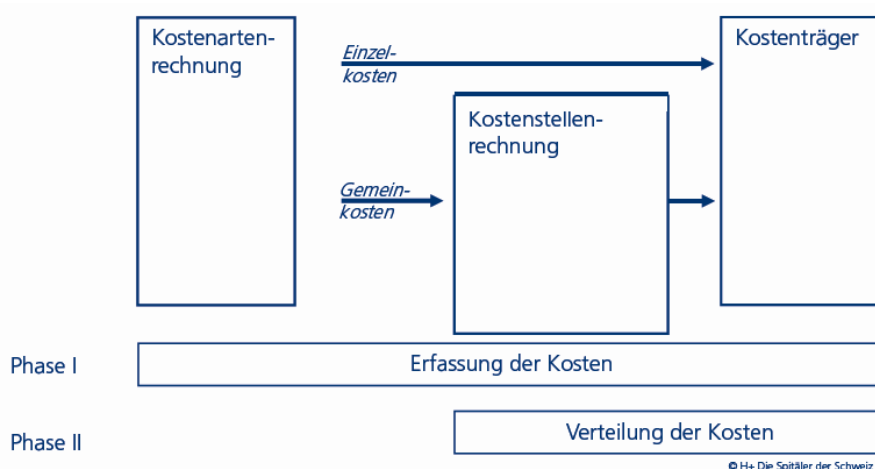 Kostenarten-
rechnung
Einzel-
kosten
Kostenträger
Kostenstellen-
rechnung
Gemein-
kosten
Phase I
Erfassung der Kosten
Phase II
Verteilung der Kosten
© H+ Die Spitäler der Schweiz